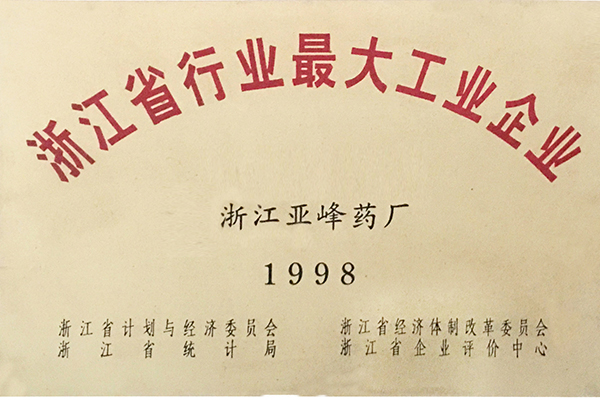 浙江省行业最大工业企业
浙江亚峰药厂
1998
浙江省计划与经济委员会
浙江省统计局
浙江省经济体制改革委员会
浙江省企业评价中心